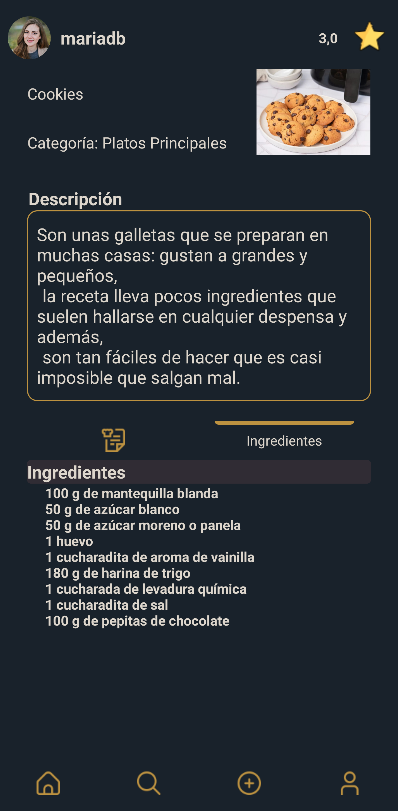 mariadb
3,0
Cookies
Categoría: Platos Principales
Descripción
Son unas galletas que se preparan en
muchas casas: gustan a grandes y
pequeños,
la receta lleva pocos ingredientes que
suelen hallarse en cualquier despensa y
además,
son tan fáciles de hacer que es casi
imposible que salgan mal.
Ingredientes
Ingredientes
100 g de mantequilla blanda
50 g de azúcar blanco
50 g de azúcar moreno o panela
1 huevo
1 cucharadita de aroma de vainilla
180 g de harina de trigo
1 cucharada de levadura química
1 cucharadita de sal
100 g de pepitas de chocolate